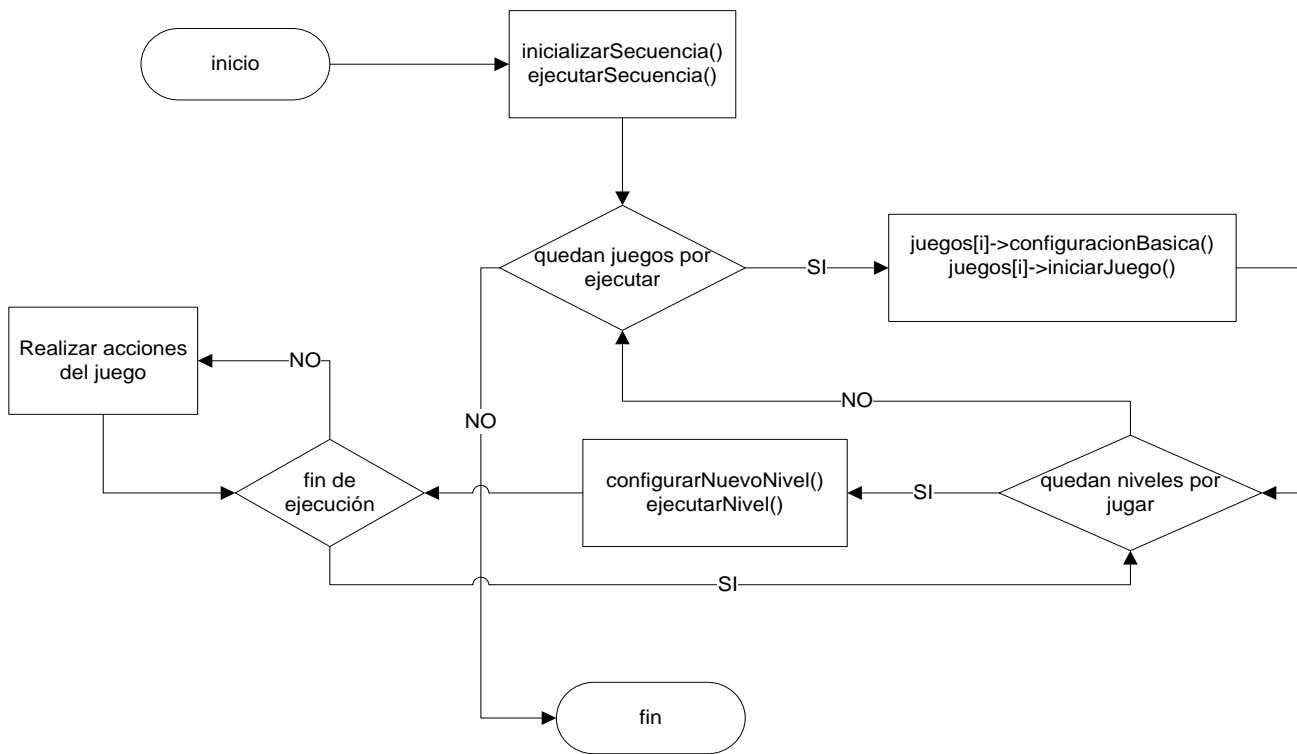 inicio
inicializarSecuencia()
ejecutarSecuencia()
quedan juegos por
ejecutar
SI
juegos[i]->configuracionBasica()
juegos[i]->iniciarJuego()
Realizar acciones
del juego
NO
NO
NO
fin de
ejecución
configurarNuevoNivel()
ejecutarNivel()
SI
quedan niveles por
jugar
SI
fin